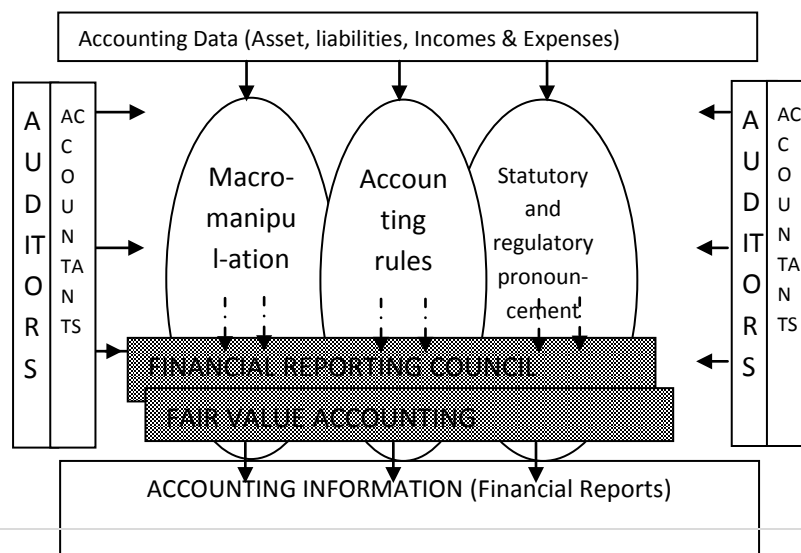 Accounting Data (Asset, liabilities, Incomes & Expenses)
A
U
D
IT
O
R
S
AC
C
O
U
N
TA
N
TS
Macro-
manipu
l-ation
Accoun
ting
rules
Statutory
and
regulatory
pronoun-
cement
A
U
D
IT
O
R
S
AC
C
O
U
N
TA
N
TS
FINANCIAL REPORTING COUNCIL
FAIR VALUE ACCOUNTING
ACCOUNTING INFORMATION (Financial Reports)